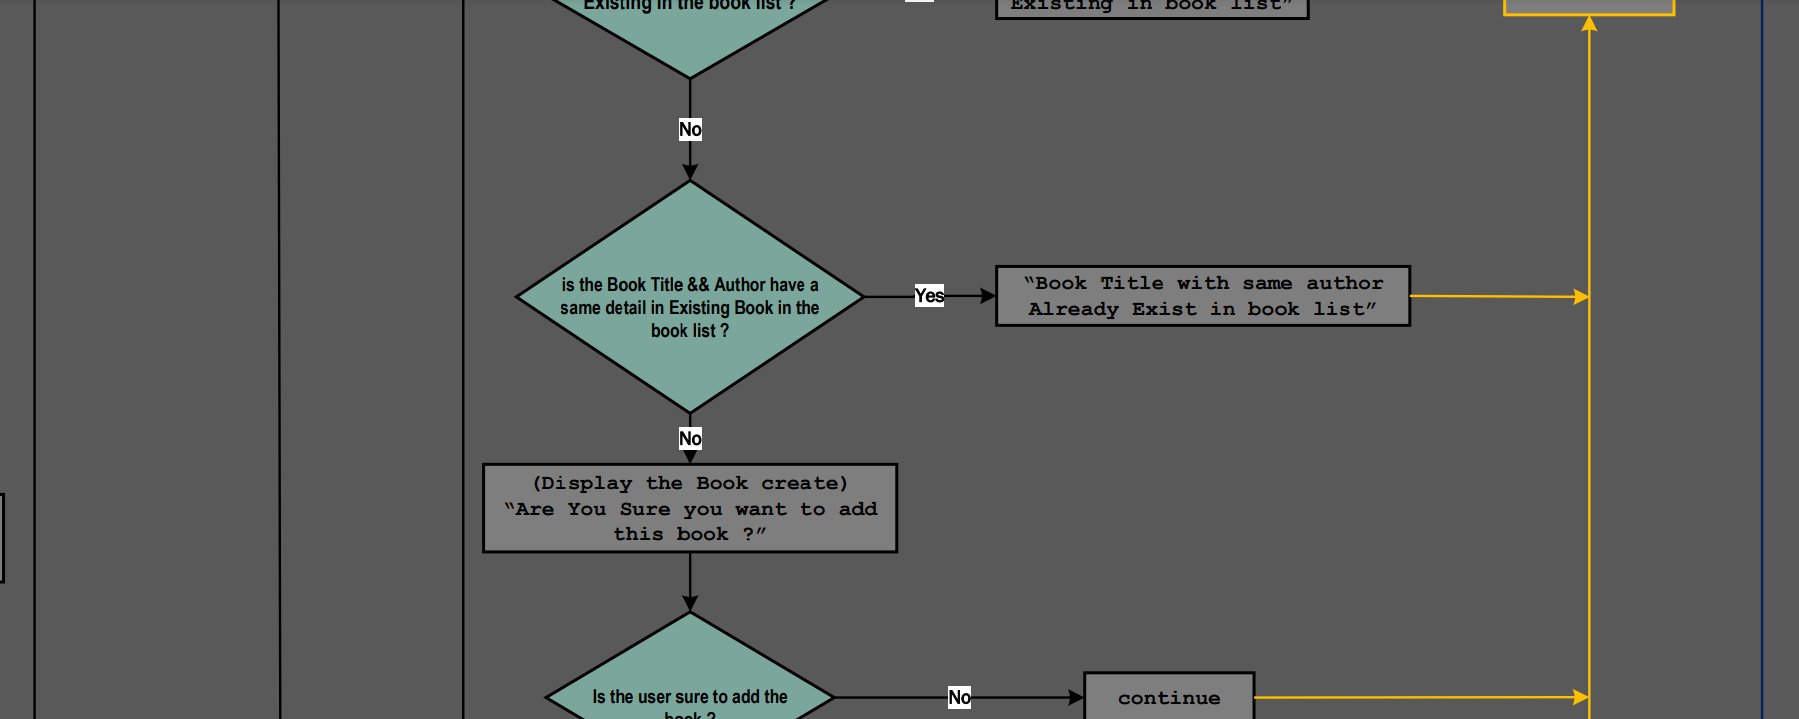 Existing in the book list ?
Existing in book list”
No
is the Book Title && Author have a
same detail in Existing Book in the
book list ?
Yes
“Book Title with same author
Already Exist in book list”
No
(Display the Book create)
“Are You Sure you want to add
this book ?”
Is the user sure to add the
book ?
No
continue